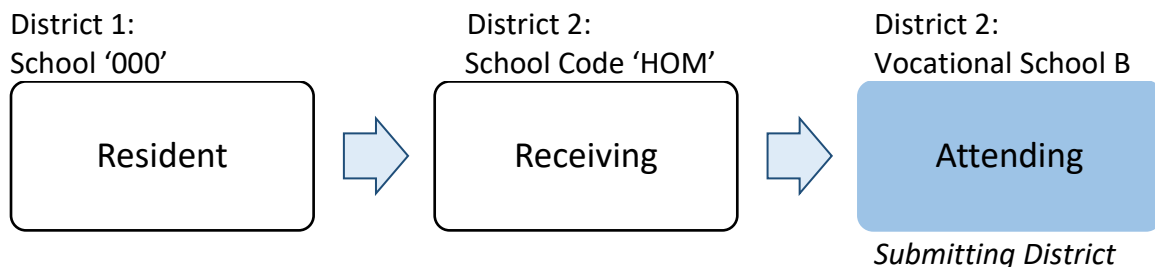 District 1:
School ‘000’
Resident
District 2:
School Code ‘HOM’
Receiving
District 2:
Vocational School B
Attending
Submitting District